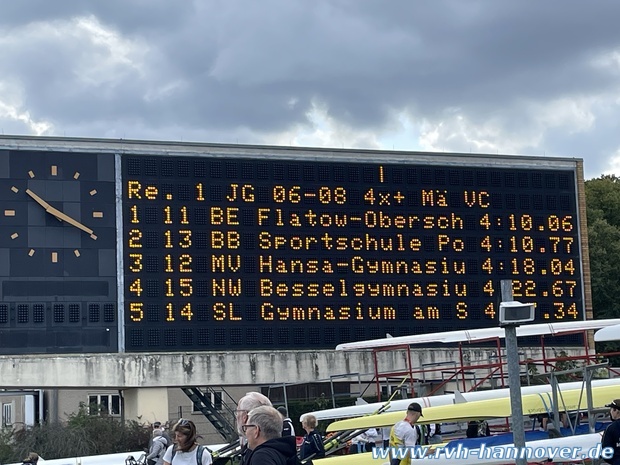 Re. 1 JG 06-08 4x+ Mä VC
1 11 BE Flatow-Obersch 4:10.06
2 13 BB Sportschule Po 4:10.77
3 12 MV Hansa-Gymnasiu 4:18.04
4 15 NW Besselgymnasiu 4 22.67
5 14 SL Gymnasium am S 4 .34
www.rvh-hannover.de